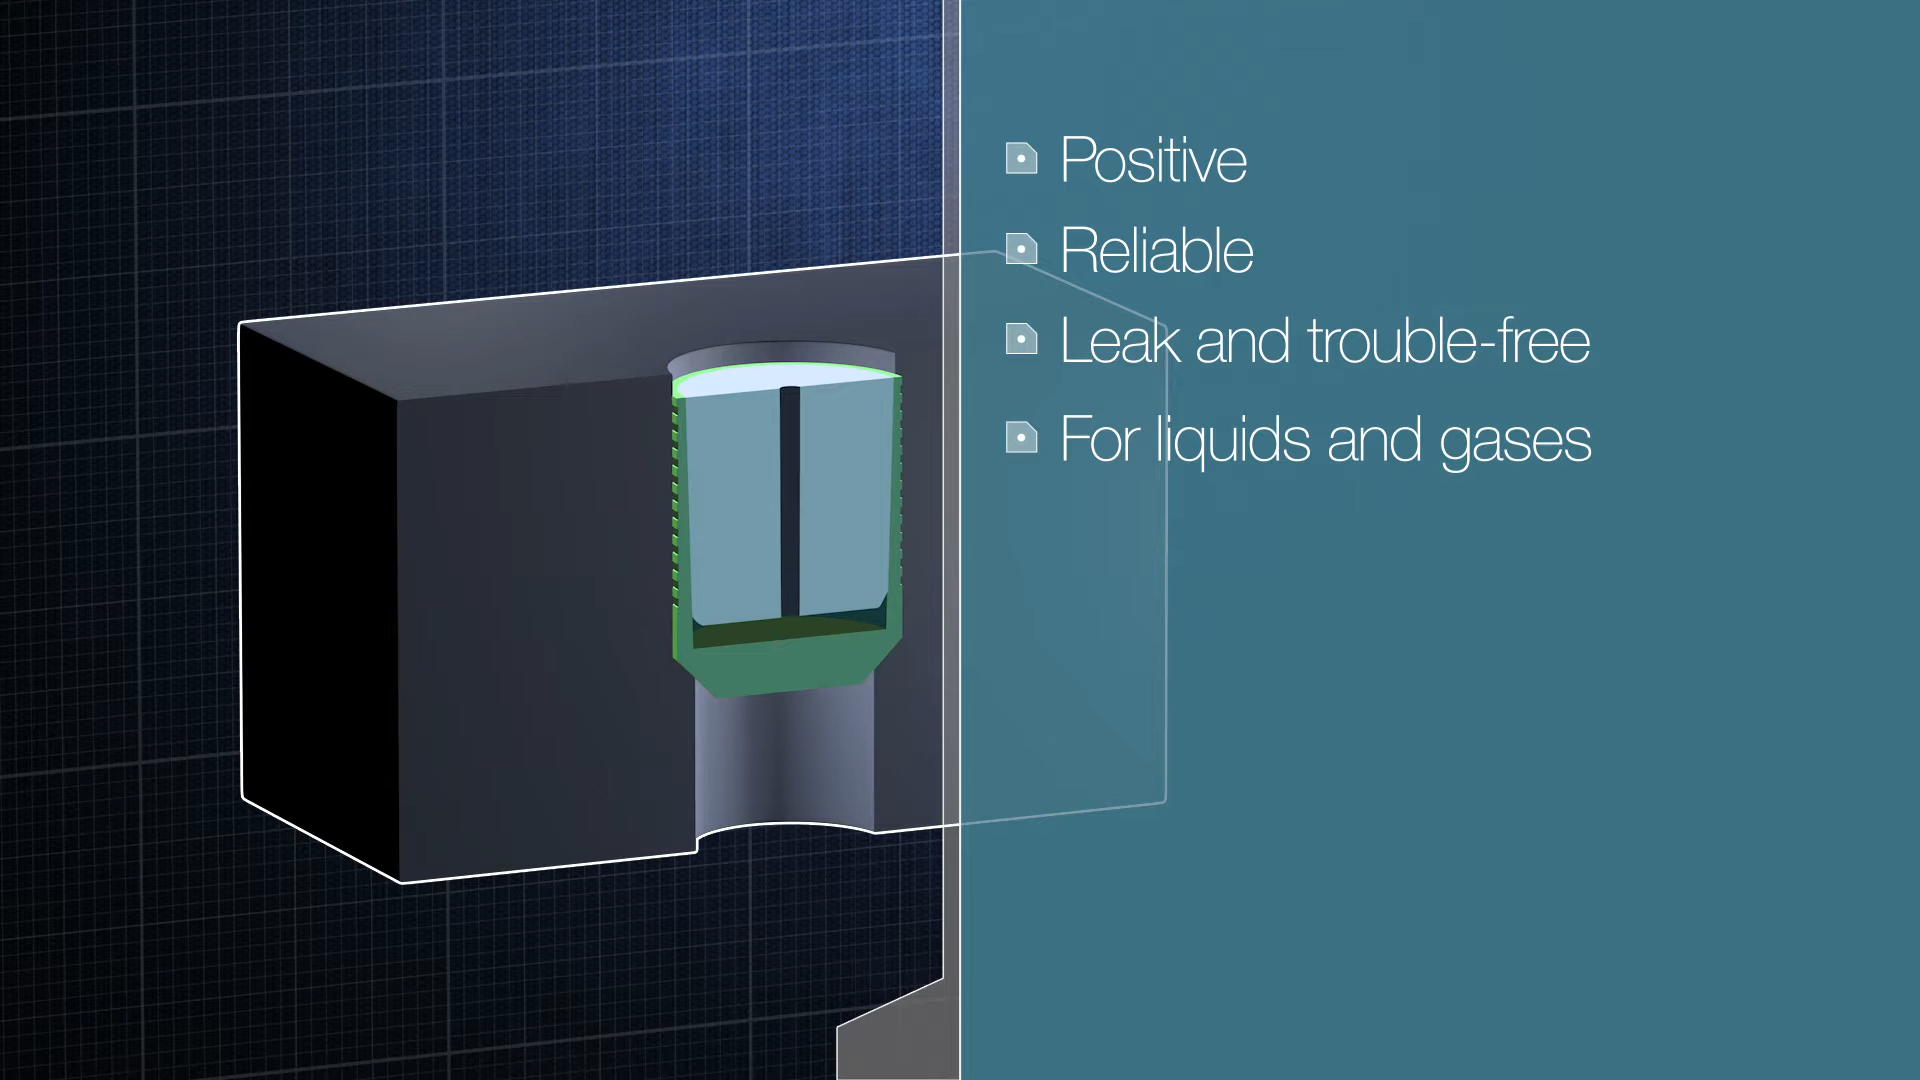 Positive
Reliable
Leak and trouble-free
For liquids and gases